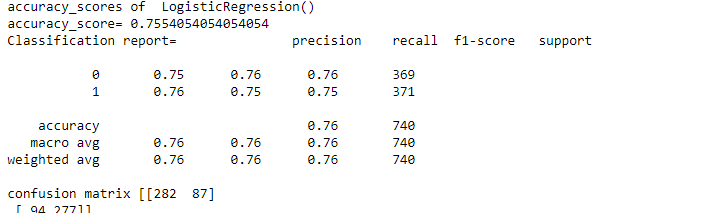 accuracy_scores of  LogisticRegression()
accuracy_score= 0.7554054054054054
Classification report=               precision    recall  f1-score   support

           0       0.75      0.76      0.76       369
           1       0.76      0.75      0.75       371

    accuracy                           0.76       740
   macro avg       0.76      0.76      0.76       740
weighted avg       0.76      0.76      0.76       740

confusion matrix [[282  87]
 [ 94 277]]